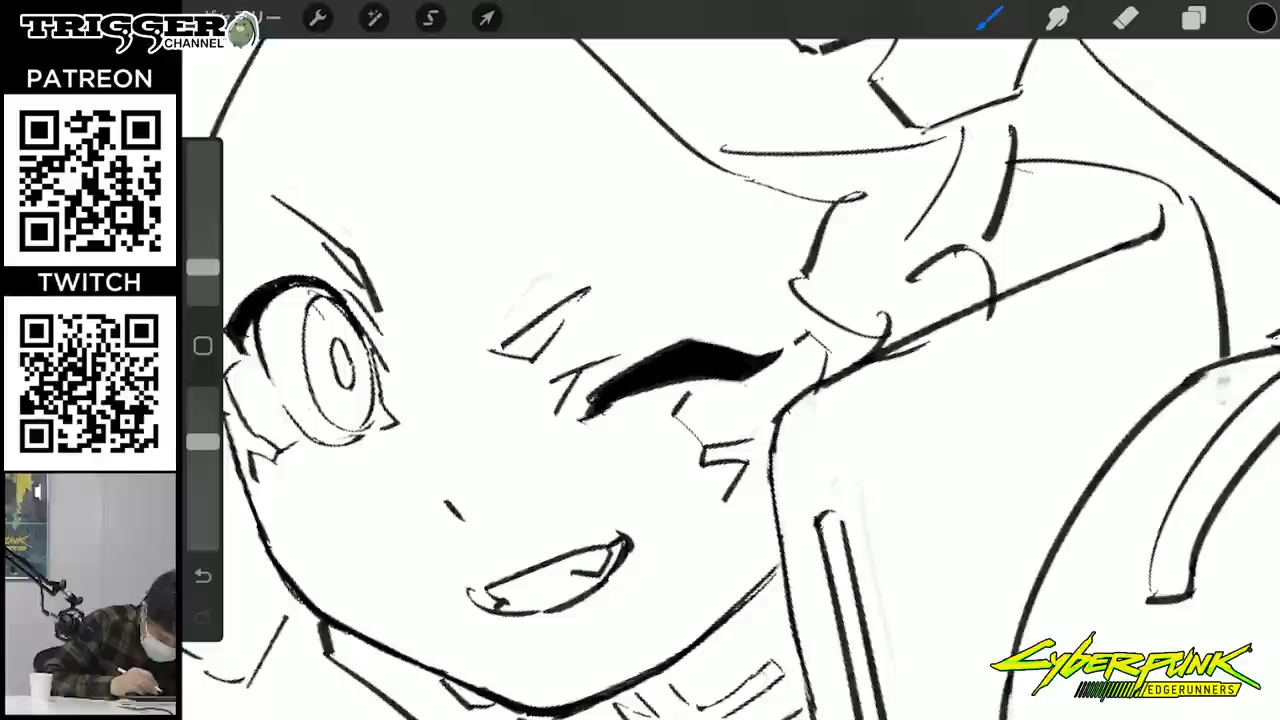 TRIGGER
CHANNEL
PATREON
TWITCH
CYBERPUNK
EDGERUNNERS